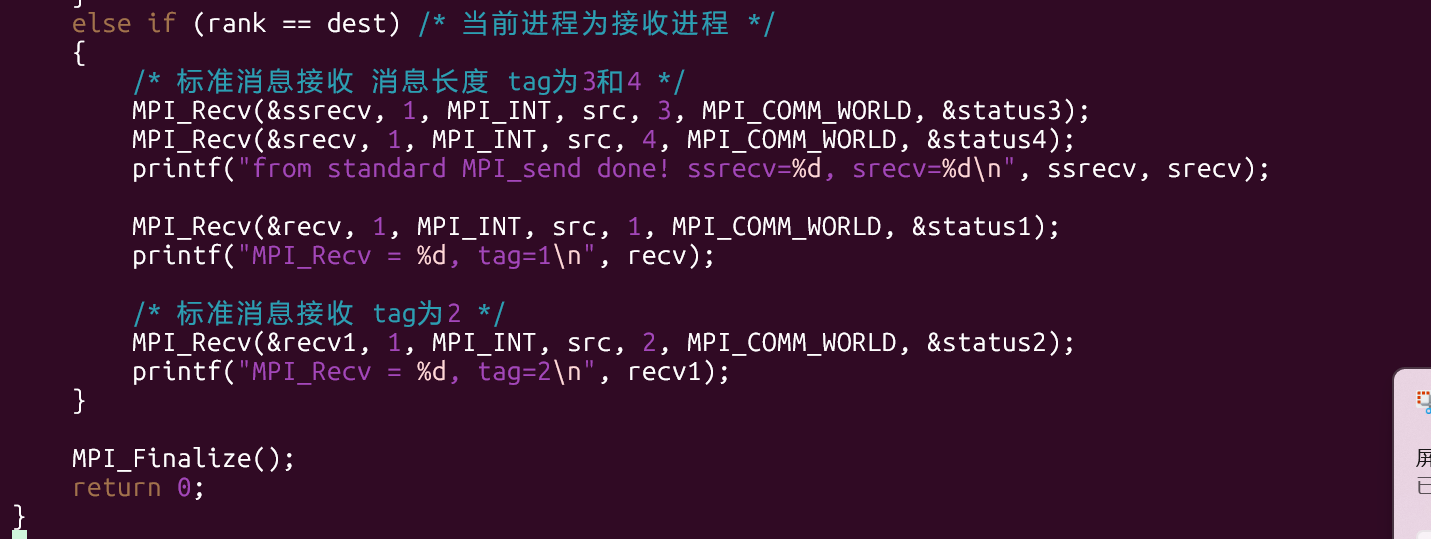 }
else if (rank == dest) /* 当前进程为接收进程 */
{
/* 标准消息接收 消息长度 tag为3和4 */
MPI_Recv(&ssrecv, 1, MPI_INT, src, 3, MPI_COMM_WORLD, &status3);
MPI_Recv(&srecv, 1, MPI_INT, src, 4, MPI_COMM_WORLD, &status4);
printf("from standard MPI_send done! ssrecv=%d, srecv=%d\n", ssrecv, srecv);
MPI_Recv(&recv, 1, MPI_INT, src, 1, MPI_COMM_WORLD, &status1);
printf("MPI_Recv = %d, tag=1\n", recv);
/* 标准消息接收 tag为2 */
MPI_Recv(&recv1, 1, MPI_INT, src, 2, MPI_COMM_WORLD, &status2);
printf("MPI_Recv = %d, tag=2\n", recv1);
}
MPI_Finalize();
return 0;
}